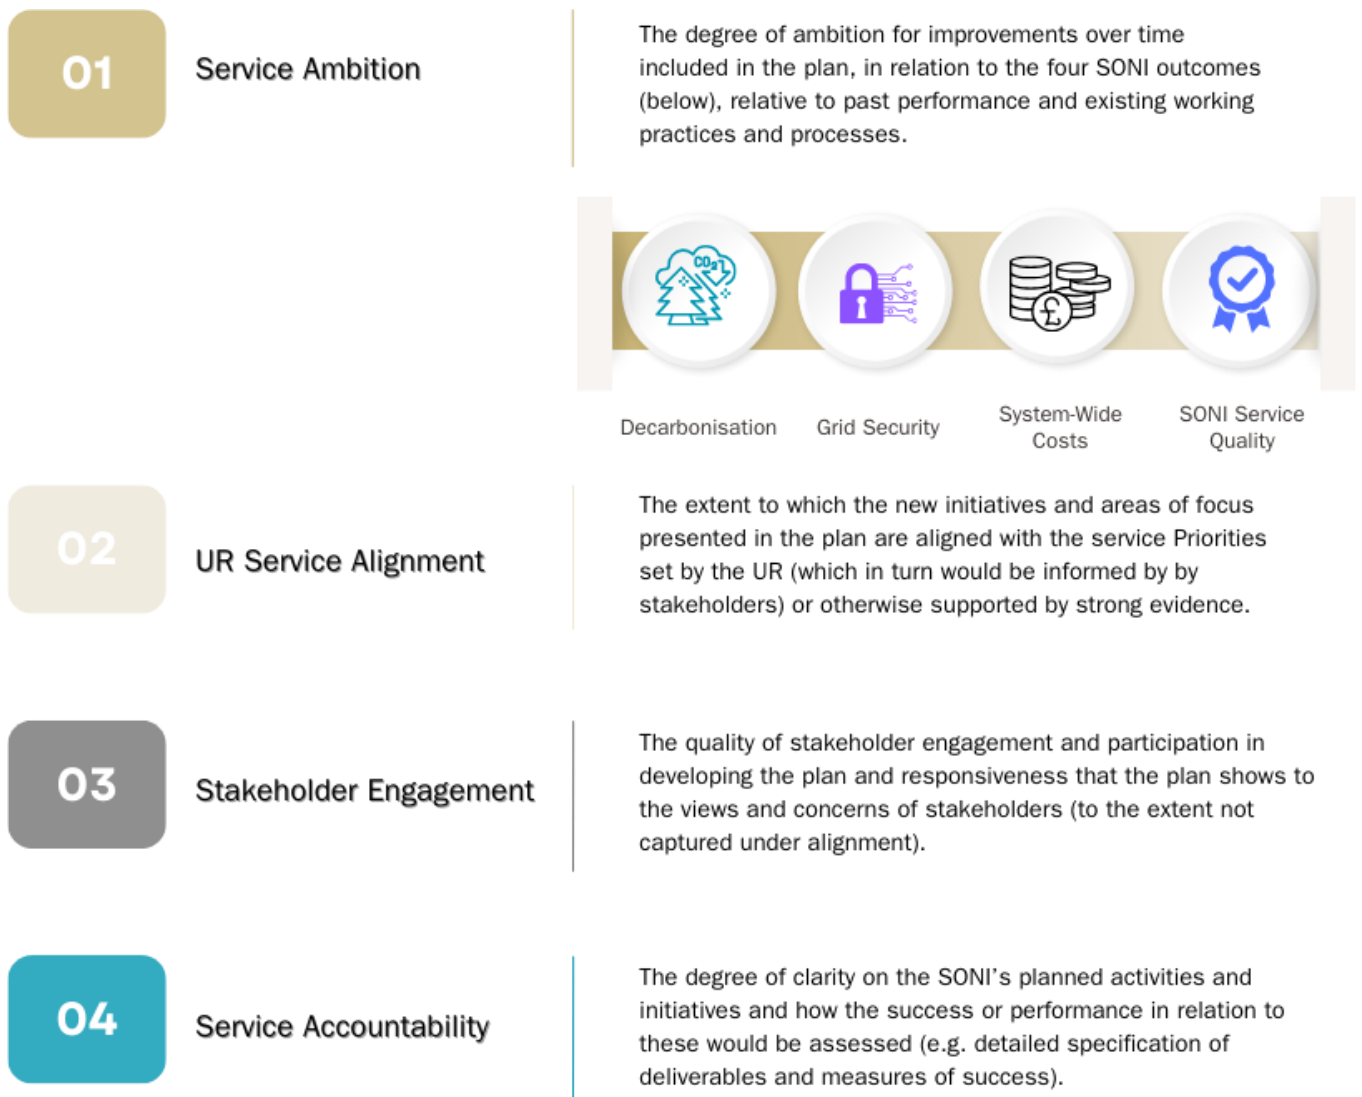 01
Service Ambition
The degree of ambition for improvements over time
included in the plan, in relation to the four SONI outcomes
(below), relative to past performance and existing working
practices and processes.
CO2
£
Decarbonisation
Grid Security
System-Wide
Costs
SONI Service
Quality
02
UR Service Alignment
The extent to which the new initiatives and areas of focus
presented in the plan are aligned with the service Priorities
set by the UR (which in turn would be informed by by
stakeholders) or otherwise supported by strong evidence.
03
Stakeholder Engagement
The quality of stakeholder engagement and participation in
developing the plan and responsiveness that the plan shows to
the views and concerns of stakeholders (to the extent not
captured under alignment).
04
Service Accountability
The degree of clarity on the SONI’s planned activities and
initiatives and how the success or performance in relation to
these would be assessed (e.g. detailed specification of
deliverables and measures of success).